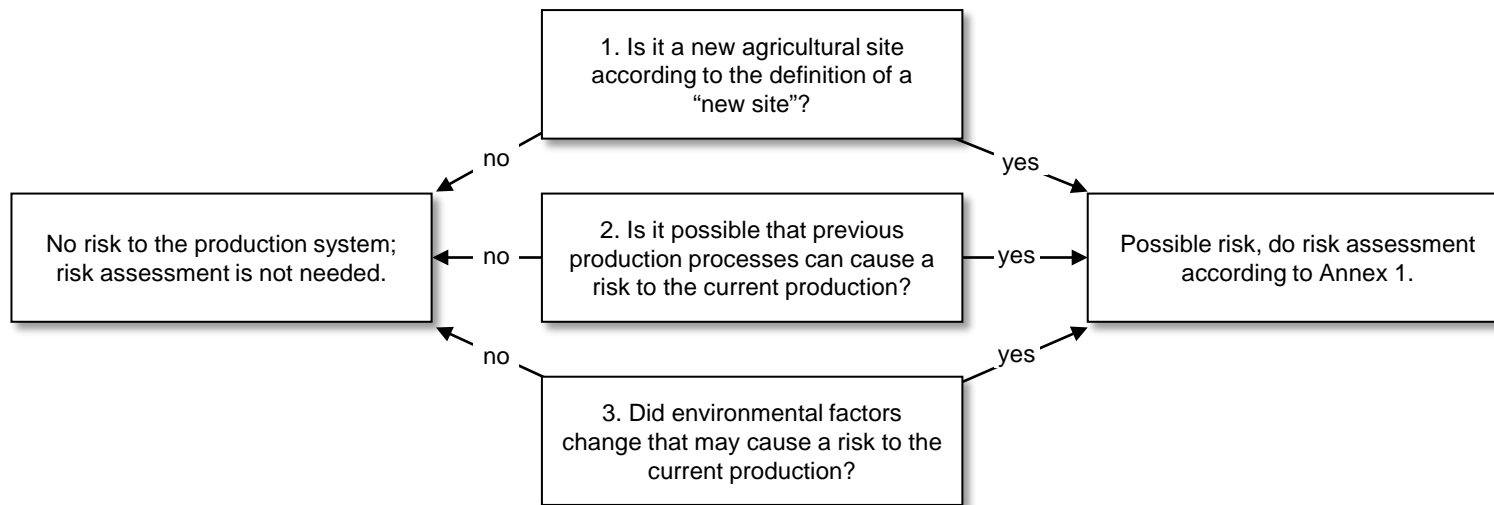 1. Is it a new agricultural site
according to the definition of a
“new site”?
no
yes
No risk to the production system;
risk assessment is not needed.
no
2. Is it possible that previous
production processes can cause a
risk to the current production?
yes
Possible risk, do risk assessment
according to Annex 1.
no
yes
3. Did environmental factors
change that may cause a risk to the
current production?